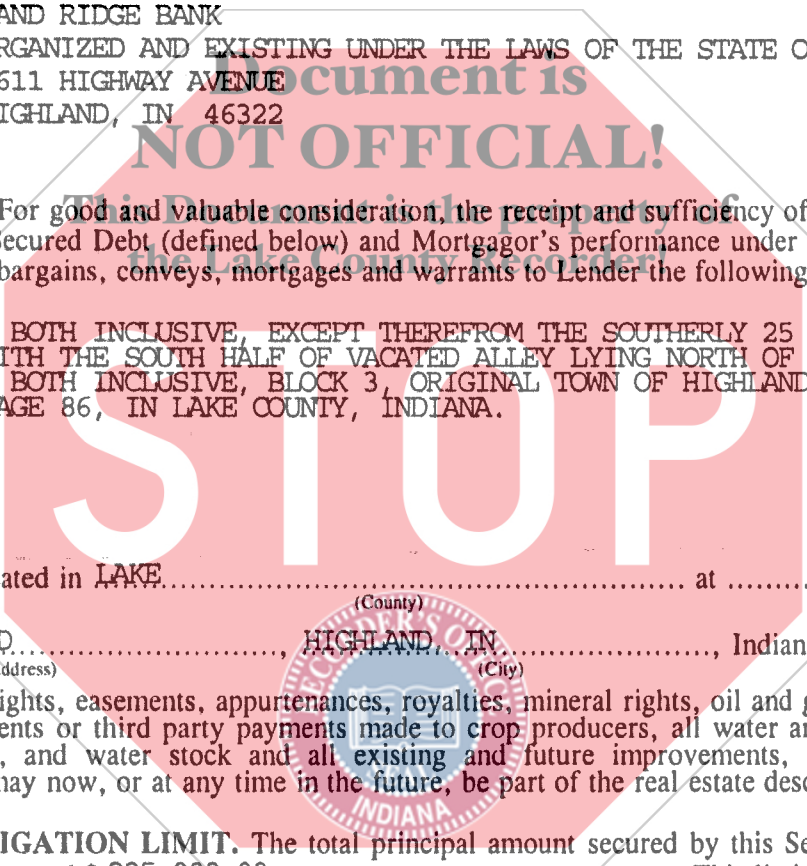 AND RIDGE BANK
RGANIZED AND EXISTING UNDER THE LAWS OF THE STATE O
611 HIGHWAY AVENUE
IGHLAND, IN 46322
Document is
NOT OFFICIAL!
This Document is the property of
the Lake County Recorder!
For good and valuable consideration, the receipt and sufficiency of
Secured Debt (defined below) and Mortgagor's performance under
bargains, conveys, mortgages and warrants to Lender the following
BOTH INCLUSIVE, EXCEPT THEREFROM THE SOUTHERLY 25
ITH THE SOUTH HALF OF VACATED ALLEY LYING NORTH OF
BOTH INCLUSIVE, BLOCK 3, ORIGINAL TOWN OF HIGHLAND
AGE 86, IN LAKE COUNTY, INDIANA.
STOP
ated in LAKE at
(County)
D, HIGHLAND, IN, Indian
ddress) (City)
ights, easements, appurtenances, royalties, mineral rights, oil and g
ents or third party payments made to crop producers, all water an
, and water stock and all existing and future improvements,
may now, or at any time in the future, be part of the real estate desc
RECORDER'S OFFICE
INDIANA
IGATION LIMIT. The total principal amount secured by this Se